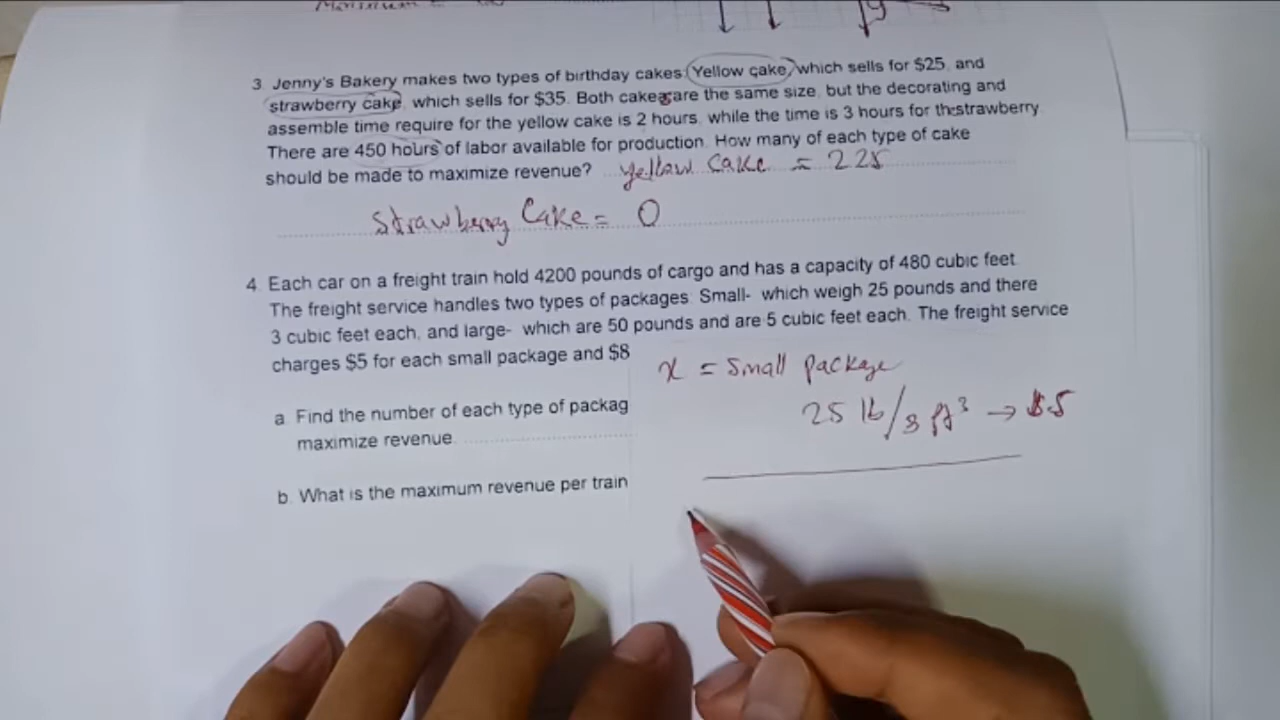 3. Jenny's Bakery makes two types of birthday cakes: Yellow cake, which sells for $25, and
strawberry cake, which sells for $35. Both cakes are the same size, but the decorating and
assemble time require for the yellow cake is 2 hours, while the time is 3 hours for the strawberry.
There are 450 hours of labor available for production. How many of each type of cake
should be made to maximize revenue? yellow cake = 225
Strawberry Cake = 0
4. Each car on a freight train hold 4200 pounds of cargo and has a capacity of 480 cubic feet.
The freight service handles two types of packages: Small- which weigh 25 pounds and there
3 cubic feet each, and large- which are 50 pounds and are 5 cubic feet each. The freight service
charges $5 for each small package and $8
x = Small package
25 lb/3 ft³ → $5
a. Find the number of each type of packag
maximize revenue.
b. What is the maximum revenue per train